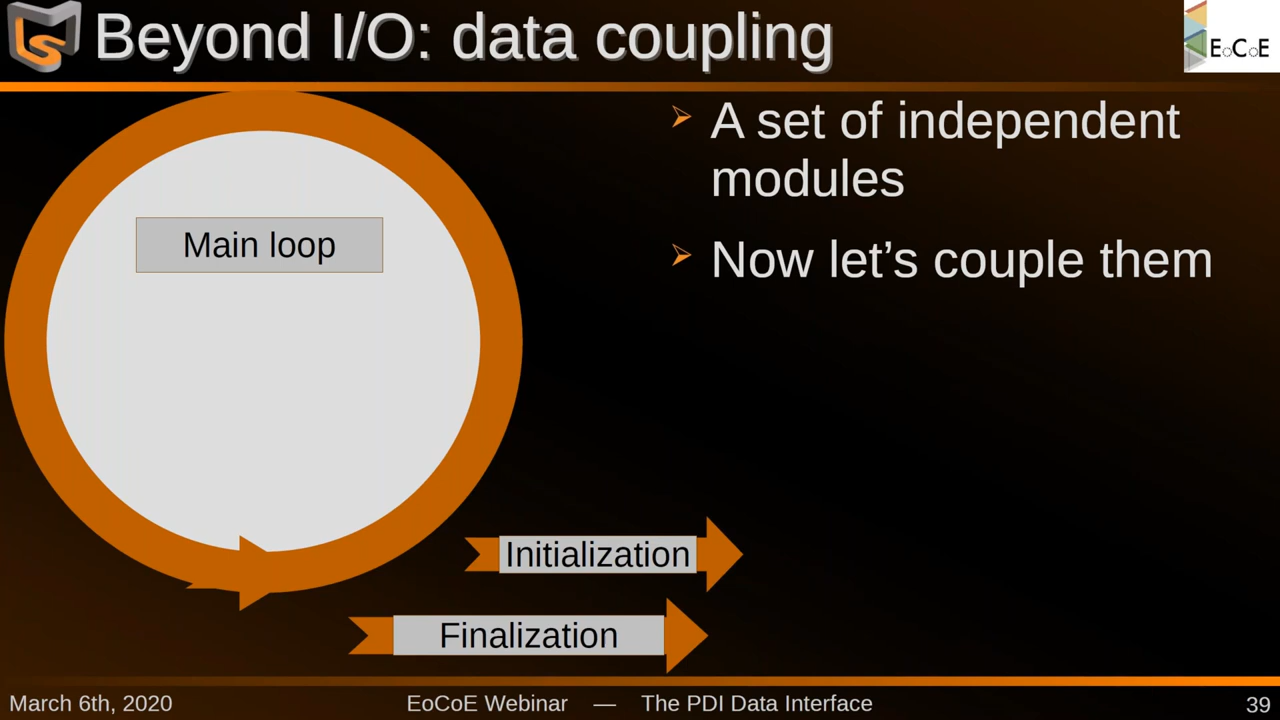 Beyond I/O: data coupling
EoCoE
A set of independent
modules
Now let’s couple them
Main loop
Initialization
Finalization
March 6th, 2020
EoCoE Webinar — The PDI Data Interface
39